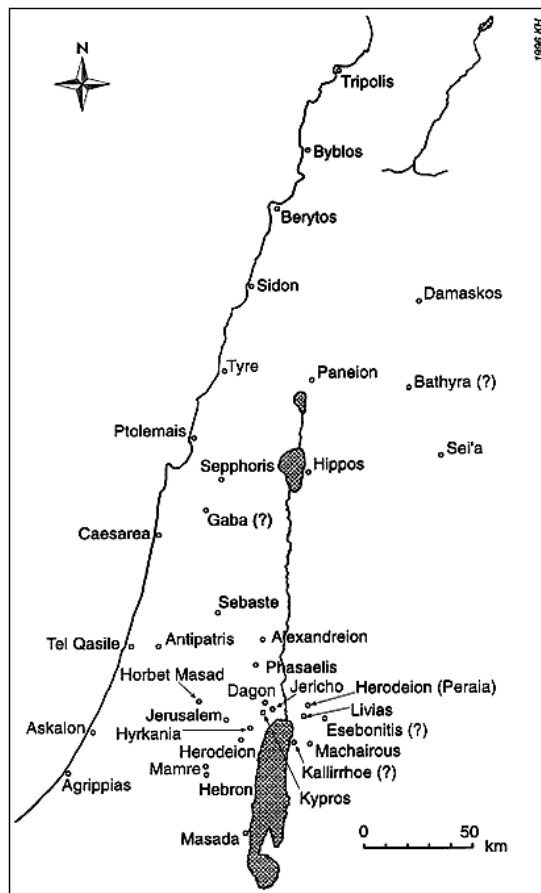 1996 KH
N
Tripolis
Byblos
Berytos
Sidon
Damaskos
Tyre
Paneion
Bathyra (?)
Ptolemais
Sepphoris
Hippos
Sei'a
Gaba (?)
Caesarea
Sebaste
Tel Qasile
Antipatris
Alexandreion
Phasaelis
Horbet Masad
Dagon
Jericho
Herodeion (Peraia)
Jerusalem
Livias
Askalon
Hyrkania
Esebonitis (?)
Herodeion
Machairous
Mamre
Kallirrhoe (?)
Agrippias
Hebron
Kypros
Masada
0 50
km